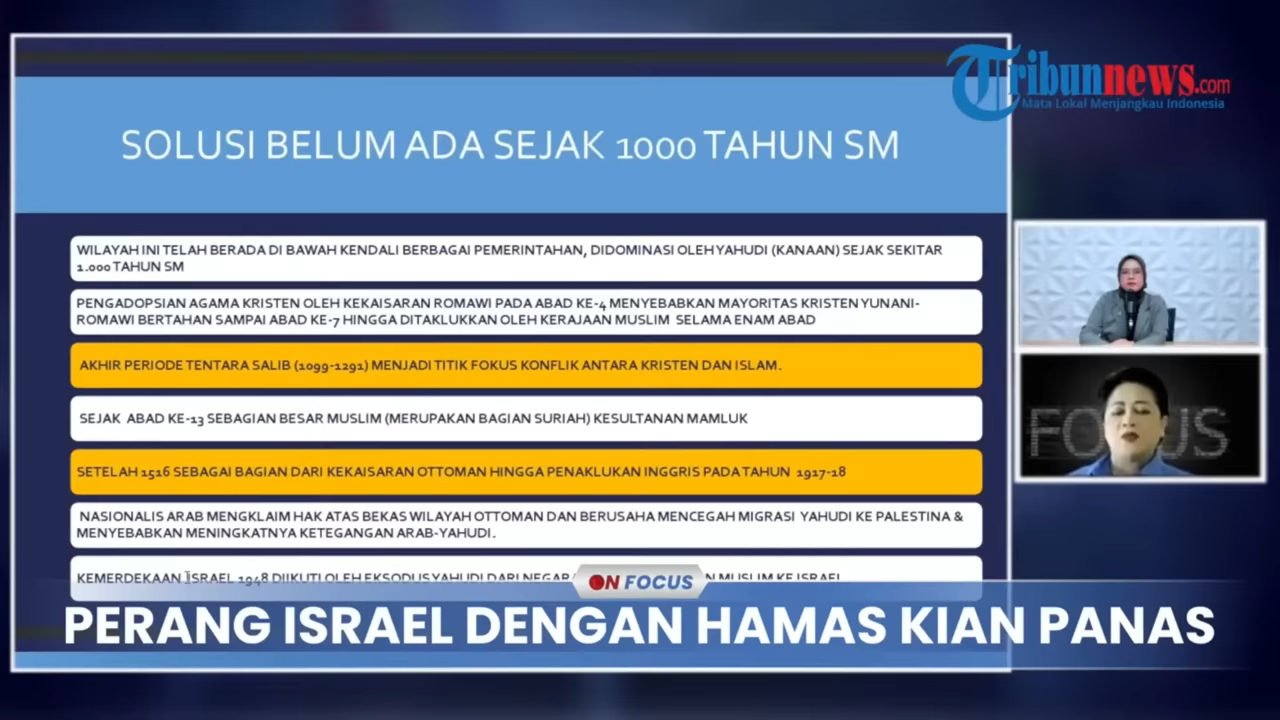 Tribunnews.com
Mata Lokal Menjangkau Indonesia
SOLUSI BELUM ADA SEJAK 1000 TAHUN SM
WILAYAH INI TELAH BERADA DI BAWAH KENDALI BERBAGAI PEMERINTAHAN, DIDOMINASI OLEH YAHUDI (KANAAN) SEJAK SEKITAR
1.000 TAHUN SM
PENGADOPSIAN AGAMA KRISTEN OLEH KEKAISARAN ROMAWI PADA ABAD KE-4 MENYEBABKAN MAYORITAS KRISTEN YUNANI-
ROMAWI BERTAHAN SAMPAI ABAD KE-7 HINGGA DITAKLUKKAN OLEH KERAJAAN MUSLIM SELAMA ENAM ABAD
AKHIR PERIODE TENTARA SALIB (1099-1291) MENJADI TITIK FOKUS KONFLIK ANTARA KRISTEN DAN ISLAM.
SEJAK ABAD KE-13 SEBAGIAN BESAR MUSLIM (MERUPAKAN BAGIAN SURIAH) KESULTANAN MAMLUK
SETELAH 1516 SEBAGAI BAGIAN DARI KEKAISARAN OTTOMAN HINGGA PENAKLUKAN INGGRIS PADA TAHUN 1917-18
NASIONALIS ARAB MENGKLAIM HAK ATAS BEKAS WILAYAH OTTOMAN DAN BERUSAHA MENCEGAH MIGRASI YAHUDI KE PALESTINA &
MENYEBABKAN MENINGKATNYA KETEGANGAN ARAB-YAHUDI.
KEMERDEKAAN ISRAEL 1948 DIIKUTI OLEH EKSODUS YAHUDI DARI MUSLIM KE ISRAEL
FOCUS
ON FOCUS
PERANG ISRAEL DENGAN HAMAS KIAN PANAS